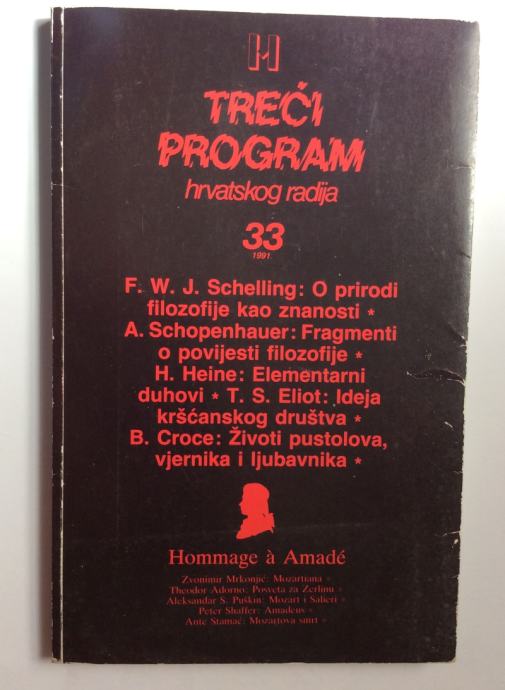 H
TREĆI
PROGRAM
hrvatskog radija
33
1991.
F. W. J. Schelling: O prirodi
filozofije kao znanosti *
A. Schopenhauer: Fragmenti
o povijesti filozofije *
H. Heine: Elementarni
duhovi * T. S. Eliot: Ideja
kršćanskog društva *
B. Croce: Životi pustolova,
vjernika i ljubavnika *
Hommage à Amadé
Zvonimir Mrkonjić: Mozartiana *
Theodor Adorno: Posveta za Zerlinu *
Aleksandar S. Puškin: Mozart i Salieri *
Peter Shaffer: Amadeus *
Ante Stamać: Mozartova smrt *